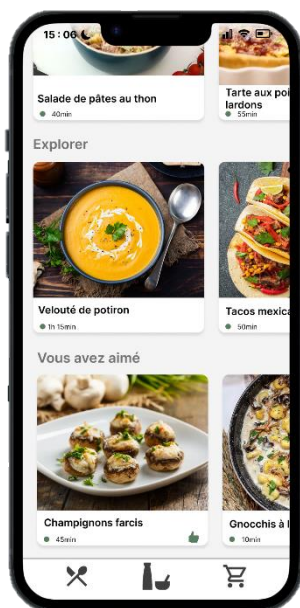 15:06
Salade de pâtes au thon
40min
Tarte aux poi
lardons
55min
Explorer
Velouté de potiron
1h 15min
Tacos mexica
50min
Vous avez aimé
Champignons farcis
45min
Gnocchis à l
10min